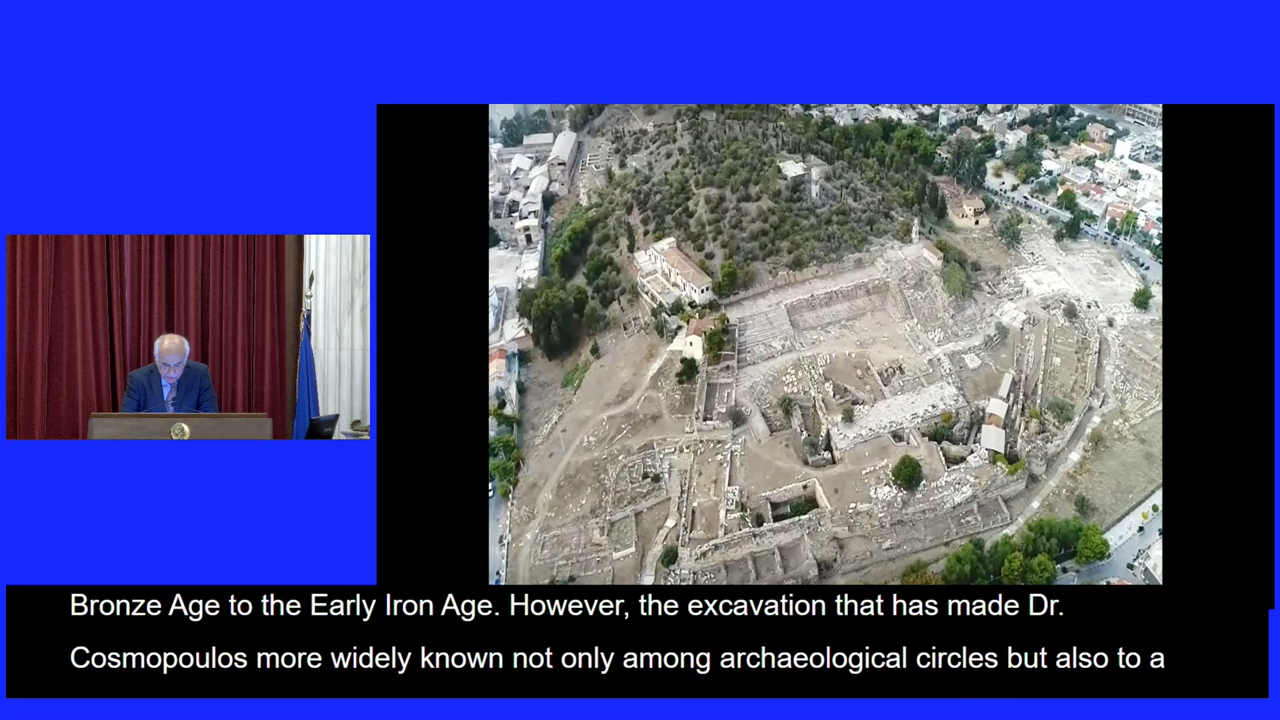 Bronze Age to the Early Iron Age. However, the excavation that has made Dr.
Cosmopoulos more widely known not only among archaeological circles but also to a